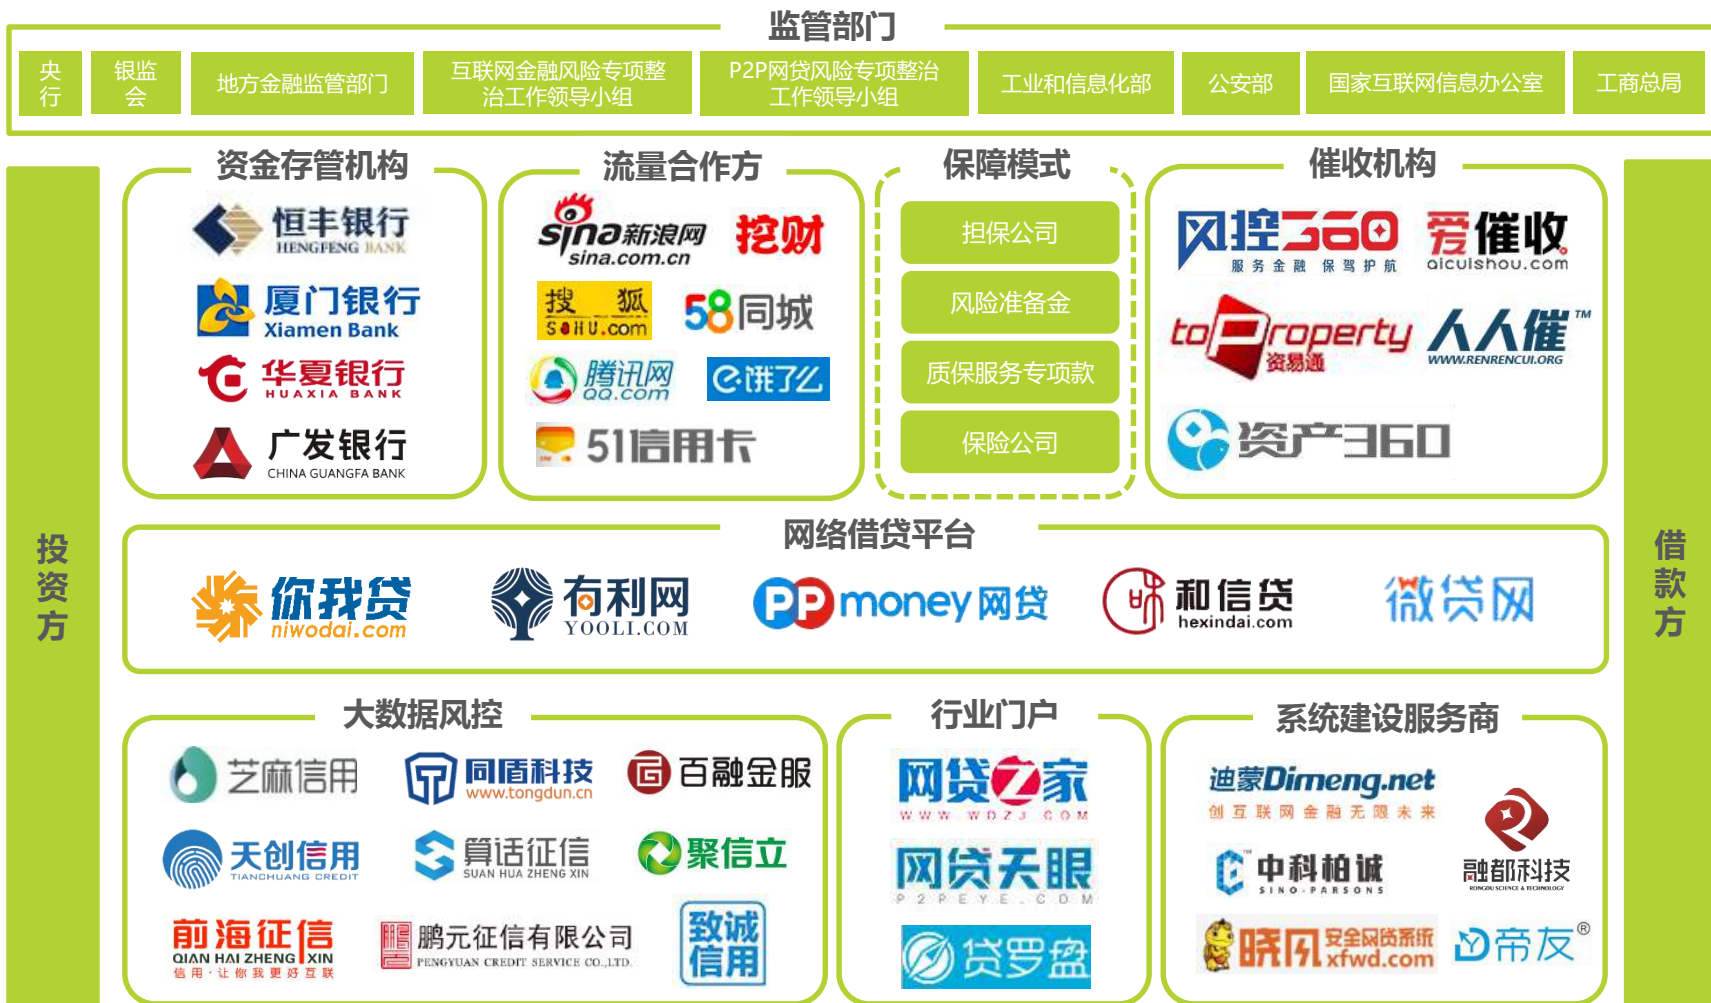 监管部门
央
行
银监
会
地方金融监管部门
互联网金融风险专项整
治工作领导小组
P2P网贷风险专项整治
工作领导小组
工业和信息化部
公安部
国家互联网信息办公室
工商总局
投
资
方
资金存管机构
恒丰银行
HENGFENG BANK
厦门银行
Xiamen Bank
华夏银行
HUAXIA BANK
广发银行
CHINA GUANGFA BANK
流量合作方
sina新浪网
sina.com.cn
挖财
搜狐
SOHU.com
58同城
腾讯网
QQ.com
e饿了么
51信用卡
保障模式
担保公司
风险准备金
质保服务专项款
保险公司
催收机构
风控360
服务金融 保驾护航
爱催收
aicuishou.com
toProperty
资易通
人人催™
WWW.RENRENCUI.ORG
资产360
借
款
方
网络借贷平台
你我贷
niwodai.com
有利网
YOOLI.COM
PPmoney网贷
和信贷
hexindai.com
微贷网
大数据风控
芝麻信用
同盾科技
www.tongdun.cn
百融金服
天创信用
TIANCHUANG CREDIT
算话征信
SUAN HUA ZHENG XIN
聚信立
前海征信
QIAN HAI ZHENG XIN
信用·让你我更好互联
鹏元征信有限公司
PENGYUAN CREDIT SERVICE CO.,LTD.
致诚
信用
行业门户
网贷之家
WWW.WDZJ.COM
网贷天眼
P2PEYE.COM
贷罗盘
系统建设服务商
迪蒙Dimeng.net
创互联网金融无限未来
中科柏诚
SINO-PARSONS
融都科技
RONGDU SCIENCE & TECHNOLOGY
晓风
安全网贷系统
xfwd.com
帝友®